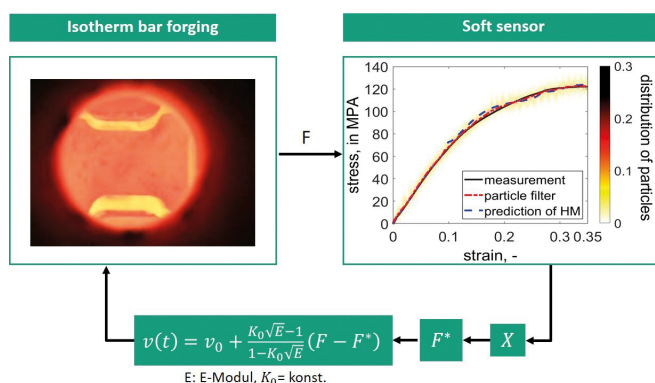 Isotherm bar forging
Soft sensor
F
stress, in MPA
140
120
100
80
60
40
20
0
measurement
particle filter
prediction of HM
0 0.1 0.2 0.3 0.35
strain, -
0.3
0.2
0.1
0
distribution of particles
v(t) = v₀ + \frac{K₀√E−1}{1−K₀√E}(F − F*)
F*
X
E: E-Modul, K₀= konst.